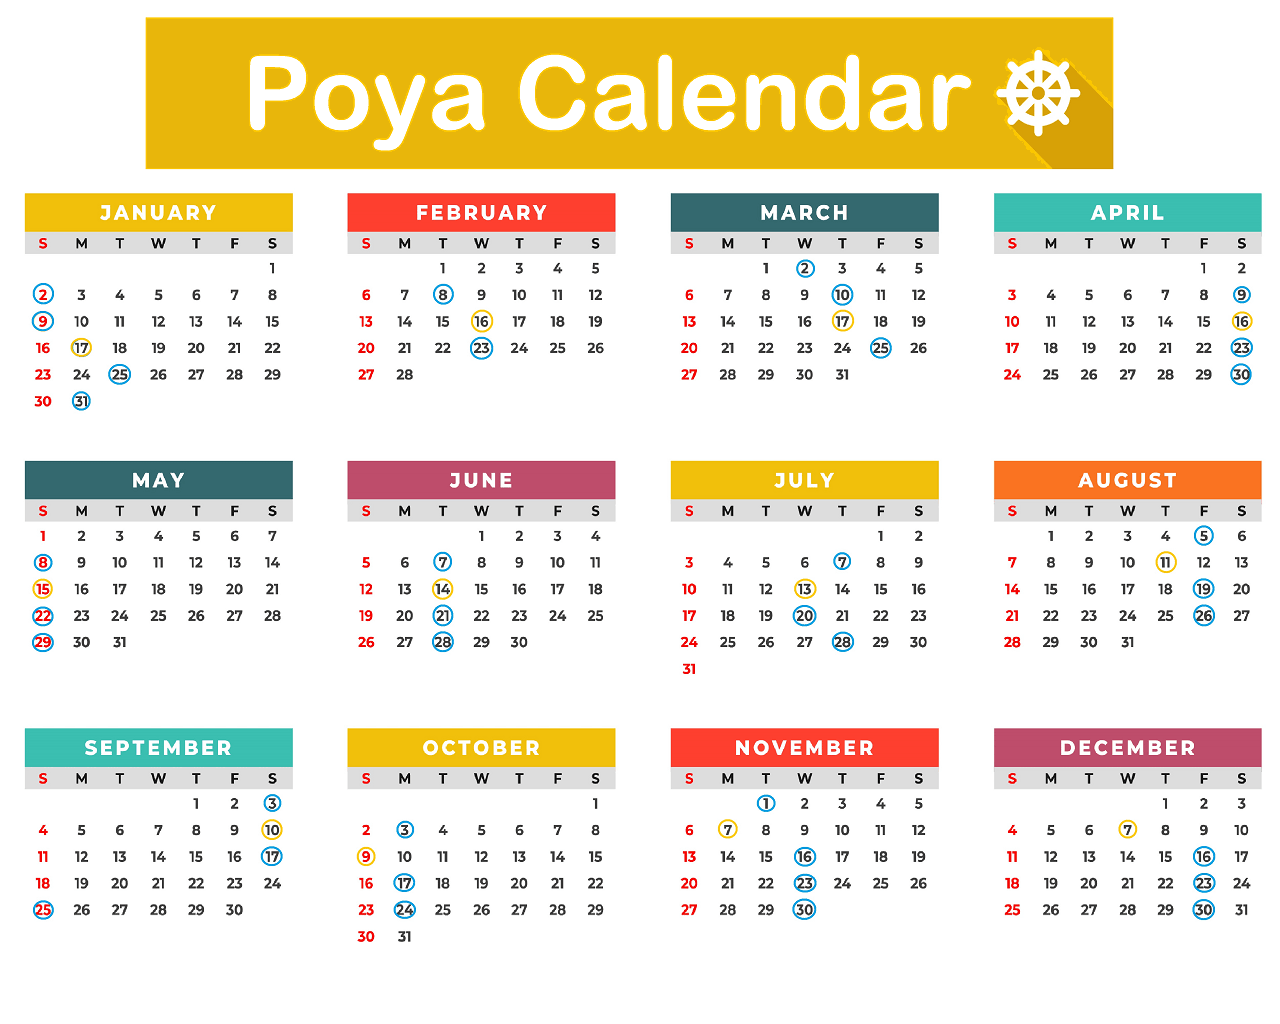 Poya Calendar
JANUARY
S M T W T F S
1
2 3 4 5 6 7 8
9 10 11 12 13 14 15
16 17 18 19 20 21 22
23 24 25 26 27 28 29
30 31
FEBRUARY
S M T W T F S
1 2 3 4 5
6 7 8 9 10 11 12
13 14 15 16 17 18 19
20 21 22 23 24 25 26
27 28
MARCH
S M T W T F S
1 2 3 4 5
6 7 8 9 10 11 12
13 14 15 16 17 18 19
20 21 22 23 24 25 26
27 28 29 30 31
APRIL
S M T W T F S
1 2
3 4 5 6 7 8 9
10 11 12 13 14 15 16
17 18 19 20 21 22 23
24 25 26 27 28 29 30
MAY
S M T W T F S
1 2 3 4 5 6 7
8 9 10 11 12 13 14
15 16 17 18 19 20 21
22 23 24 25 26 27 28
29 30 31
JUNE
S M T W T F S
1 2 3 4
5 6 7 8 9 10 11
12 13 14 15 16 17 18
19 20 21 22 23 24 25
26 27 28 29 30
JULY
S M T W T F S
1 2
3 4 5 6 7 8 9
10 11 12 13 14 15 16
17 18 19 20 21 22 23
24 25 26 27 28 29 30
31
AUGUST
S M T W T F S
1 2 3 4 5 6
7 8 9 10 11 12 13
14 15 16 17 18 19 20
21 22 23 24 25 26 27
28 29 30 31
SEPTEMBER
S M T W T F S
1 2 3
4 5 6 7 8 9 10
11 12 13 14 15 16 17
18 19 20 21 22 23 24
25 26 27 28 29 30
OCTOBER
S M T W T F S
1
2 3 4 5 6 7 8
9 10 11 12 13 14 15
16 17 18 19 20 21 22
23 24 25 26 27 28 29
30 31
NOVEMBER
S M T W T F S
1 2 3 4 5
6 7 8 9 10 11 12
13 14 15 16 17 18 19
20 21 22 23 24 25 26
27 28 29 30
DECEMBER
S M T W T F S
1 2 3
4 5 6 7 8 9 10
11 12 13 14 15 16 17
18 19 20 21 22 23 24
25 26 27 28 29 30 31